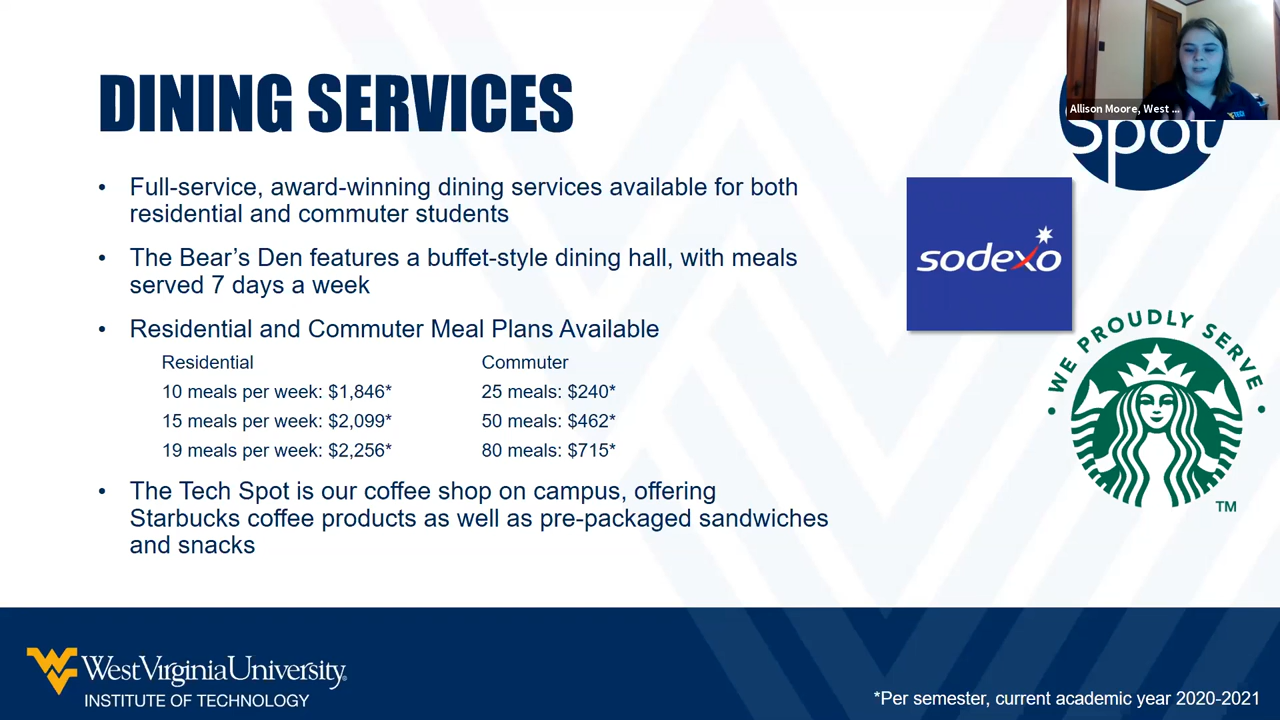 DINING SERVICES
Allison Moore, West ...
Spot
• Full-service, award-winning dining services available for both
residential and commuter students
sodexo
• The Bear's Den features a buffet-style dining hall, with meals
served 7 days a week
WE PROUDLY SERVE
TM
• Residential and Commuter Meal Plans Available
Residential Commuter
10 meals per week: $1,846* 25 meals: $240*
15 meals per week: $2,099* 50 meals: $462*
19 meals per week: $2,256* 80 meals: $715*
• The Tech Spot is our coffee shop on campus, offering
Starbucks coffee products as well as pre-packaged sandwiches
and snacks
WV WestVirginiaUniversity®
INSTITUTE OF TECHNOLOGY
*Per semester, current academic year 2020-2021